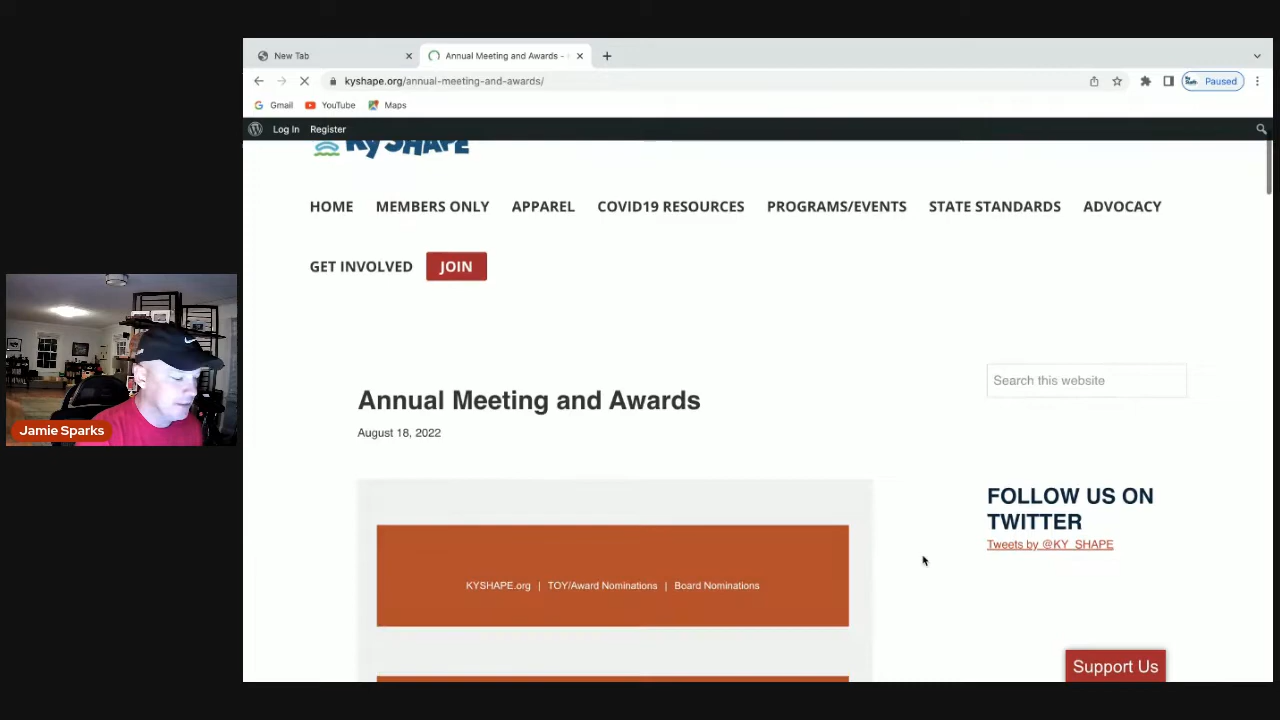 New Tab
Annual Meeting and Awards -
kyshape.org/annual-meeting-and-awards/
Paused
Gmail
YouTube
Maps
Log In
Register
Ky SHAPE
HOME
MEMBERS ONLY
APPAREL
COVID19 RESOURCES
PROGRAMS/EVENTS
STATE STANDARDS
ADVOCACY
GET INVOLVED
JOIN
Search this website
Annual Meeting and Awards
August 18, 2022
Jamie Sparks
FOLLOW US ON
TWITTER
Tweets by @KY_SHAPE
KYSHAPE.org | TOY/Award Nominations | Board Nominations
Support Us